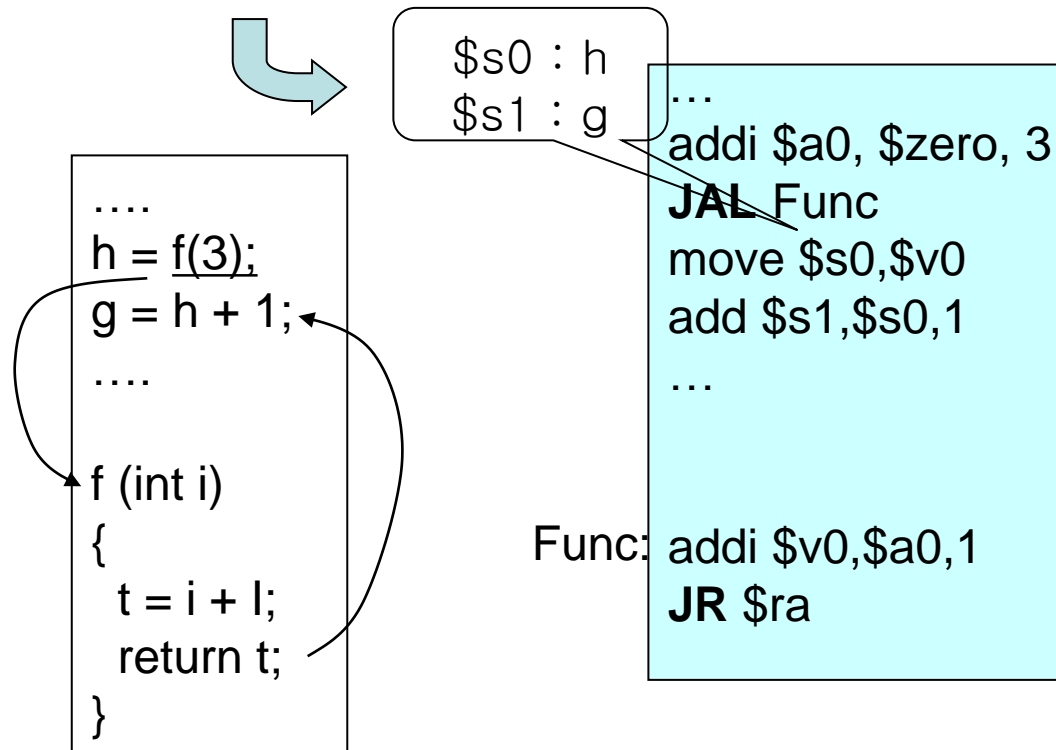 $s0 : h
$s1 : g
….
h = f(3);
g = h + 1;
….
f (int i)
{
t = i + l;
return t;
}
…
addi $a0, $zero, 3
JAL Func
move $s0,$v0
add $s1,$s0,1
…
Func: addi $v0,$a0,1
JR $ra